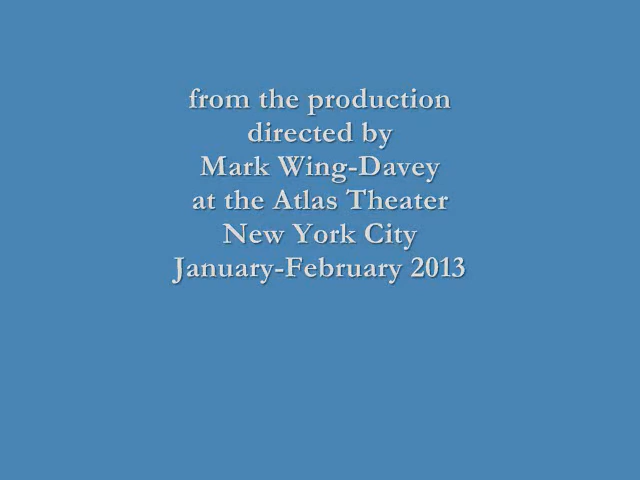 from the production
directed by
Mark Wing-Davey
at the Atlas Theater
New York City
January-February 2013